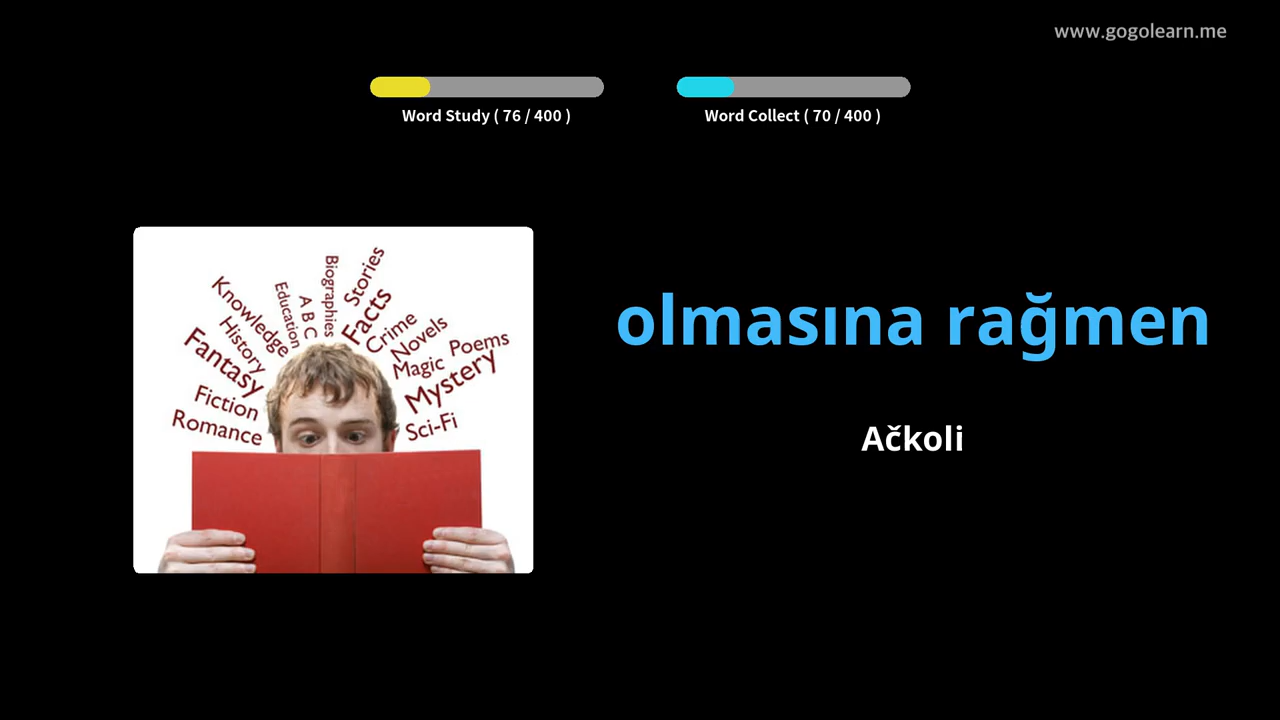 www.gogolearn.me
Word Study ( 76 / 400 )
Word Collect ( 70 / 400 )
Knowledge
History
Fantasy
Fiction
Romance
Education
A B C
Biographies
Stories
Facts
Crime
Novels
Magic
Poems
Mystery
Sci-Fi
olmasına rağmen
Ačkoli